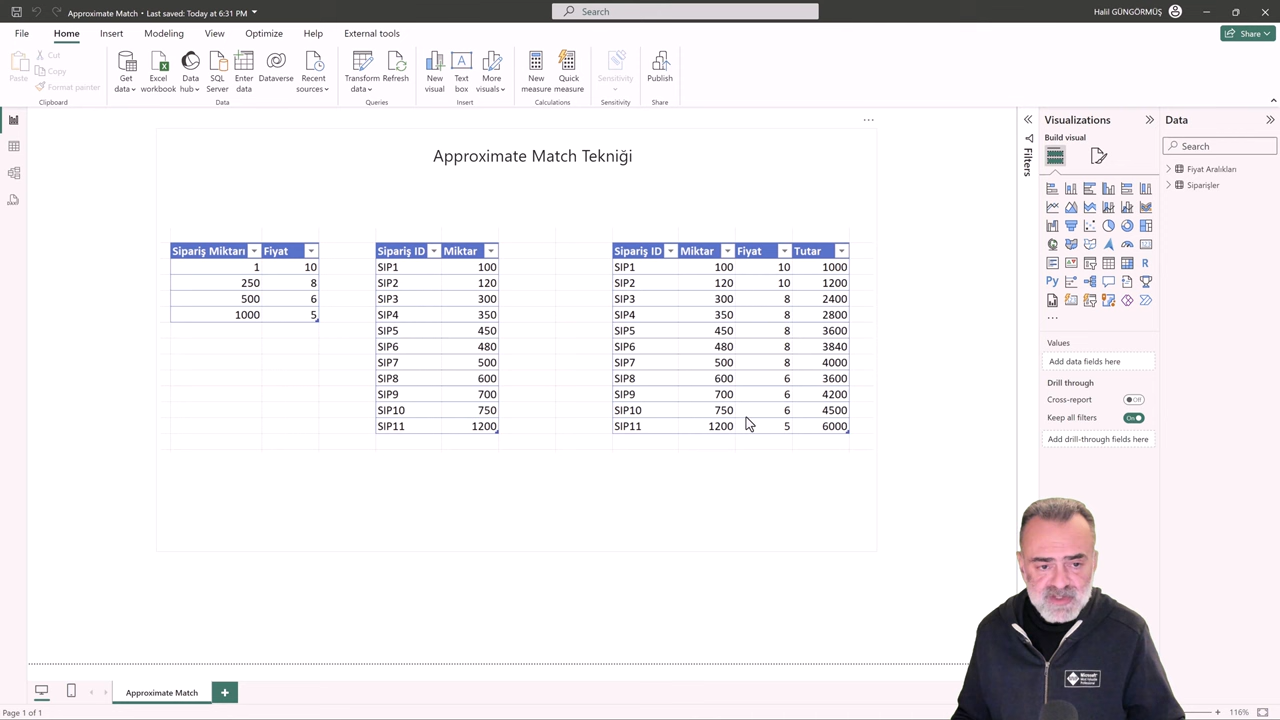 Approximate Match • Last saved: Today at 6:31 PM
Search
Halil GÜNGÖRMÜŞ
File Home Insert Modeling View Optimize Help External tools
Share
Paste
Cut
Copy
Format painter
Clipboard
Get data
Excel workbook
Data hub
SQL Server
Enter data
Dataverse
Recent sources
Data
Transform data
Refresh
Queries
New visual
Text box
More visuals
Insert
New measure
Quick measure
Calculations
Sensitivity
Sensitivity
Publish
Share
Approximate Match Tekniği
Sipariş Miktarı Fiyat
1 10
250 8
500 6
1000 5
Sipariş ID Miktar
SIP1 100
SIP2 120
SIP3 300
SIP4 350
SIP5 450
SIP6 480
SIP7 500
SIP8 600
SIP9 700
SIP10 750
SIP11 1200
Sipariş ID Miktar Fiyat Tutar
SIP1 100 10 1000
SIP2 120 10 1200
SIP3 300 8 2400
SIP4 350 8 2800
SIP5 450 8 3600
SIP6 480 8 3840
SIP7 500 8 4000
SIP8 600 6 3600
SIP9 700 6 4200
SIP10 750 6 4500
SIP11 1200 5 6000
Filters
Visualizations
Build visual
123
R
Py
Values
Add data fields here
Drill through
Cross-report Off
Keep all filters On
Add drill-through fields here
Data
Search
Fiyat Aralıkları
Siparişler
Approximate Match
Page 1 of 1
116%